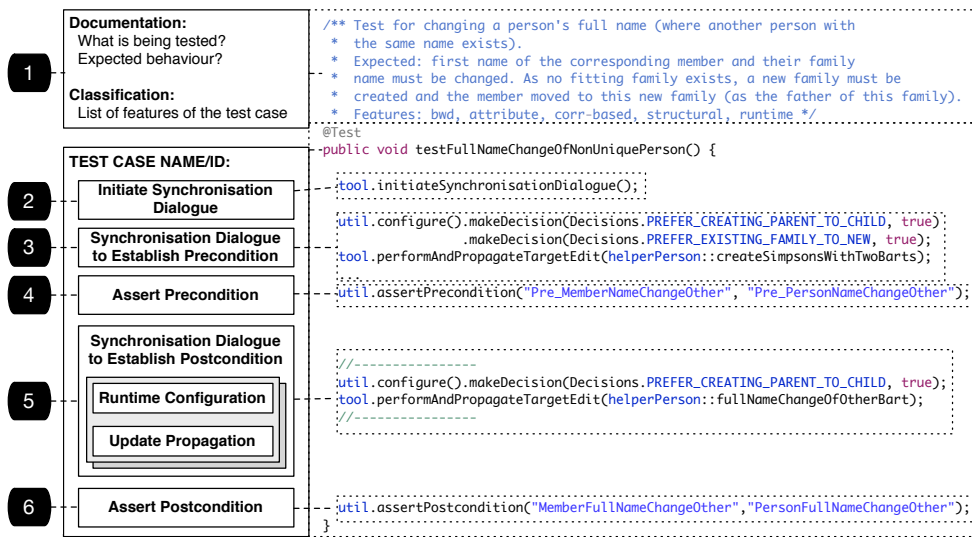 Documentation:
What is being tested?
Expected behaviour?
Classification:
List of features of the test case
1
/** Test for changing a person's full name (where another person with
* the same name exists).
* Expected: first name of the corresponding member and their family
* name must be changed. As no fitting family exists, a new family must be
* created and the member moved to this new family (as the father of this family).
* Features: bwd, attribute, corr-based, structural, runtime */
@Test
public void testFullNameChangeOfNonUniquePerson() {
TEST CASE NAME/ID:
2
Initiate Synchronisation
Dialogue
tool.initiateSynchronisationDialogue();
3
Synchronisation Dialogue
to Establish Precondition
util.configure().makeDecision(Decisions.PREFER_CREATING_PARENT_TO_CHILD, true)
.makeDecision(Decisions.PREFER_EXISTING_FAMILY_TO_NEW, true);
tool.performAndPropagateTargetEdit(helperPerson::createSimpsonsWithTwoBarts);
...
4
Assert Precondition
util.assertPrecondition("Pre_MemberNameChangeOther", "Pre_PersonNameChangeOther");
5
Synchronisation Dialogue
to Establish Postcondition
Runtime Configuration
Update Propagation
//----------------
util.configure().makeDecision(Decisions.PREFER_CREATING_PARENT_TO_CHILD, true);
tool.performAndPropagateTargetEdit(helperPerson::fullNameChangeOfOtherBart);
//----------------
6
Assert Postcondition
util.assertPostcondition("MemberFullNameChangeOther","PersonFullNameChangeOther");
}